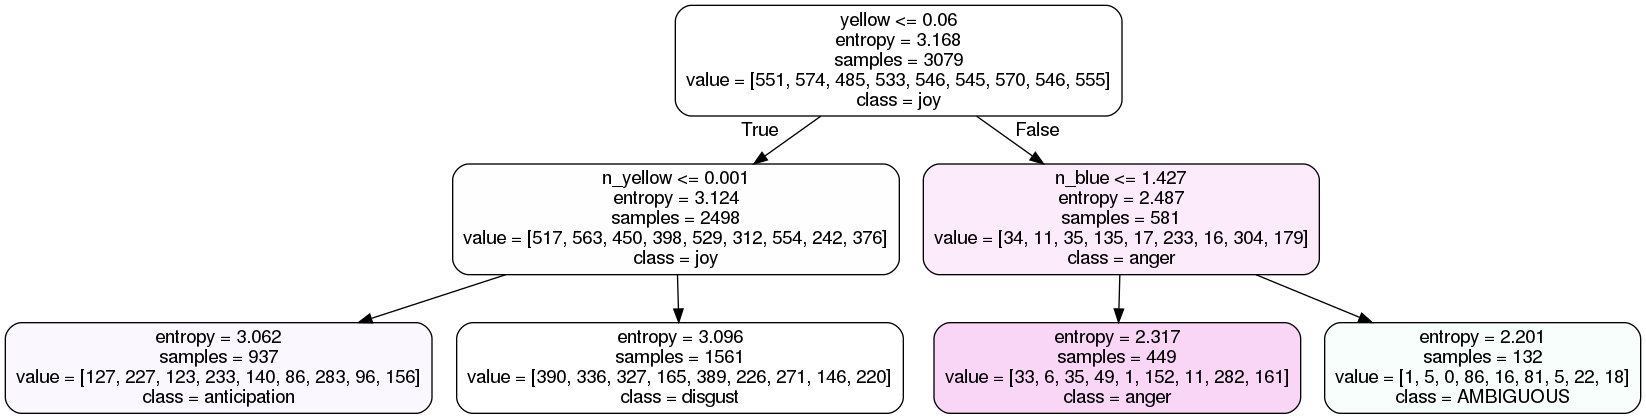 yellow <= 0.06
entropy = 3.168
samples = 3079
value = [551, 574, 485, 533, 546, 545, 570, 546, 555]
class = joy
True
False
n_yellow <= 0.001
entropy = 3.124
samples = 2498
value = [517, 563, 450, 398, 529, 312, 554, 242, 376]
class = joy
n_blue <= 1.427
entropy = 2.487
samples = 581
value = [34, 11, 35, 135, 17, 233, 16, 304, 179]
class = anger
entropy = 3.062
samples = 937
value = [127, 227, 123, 233, 140, 86, 283, 96, 156]
class = anticipation
entropy = 3.096
samples = 1561
value = [390, 336, 327, 165, 389, 226, 271, 146, 220]
class = disgust
entropy = 2.317
samples = 449
value = [33, 6, 35, 49, 1, 152, 11, 282, 161]
class = anger
entropy = 2.201
samples = 132
value = [1, 5, 0, 86, 16, 81, 5, 22, 18]
class = AMBIGUOUS